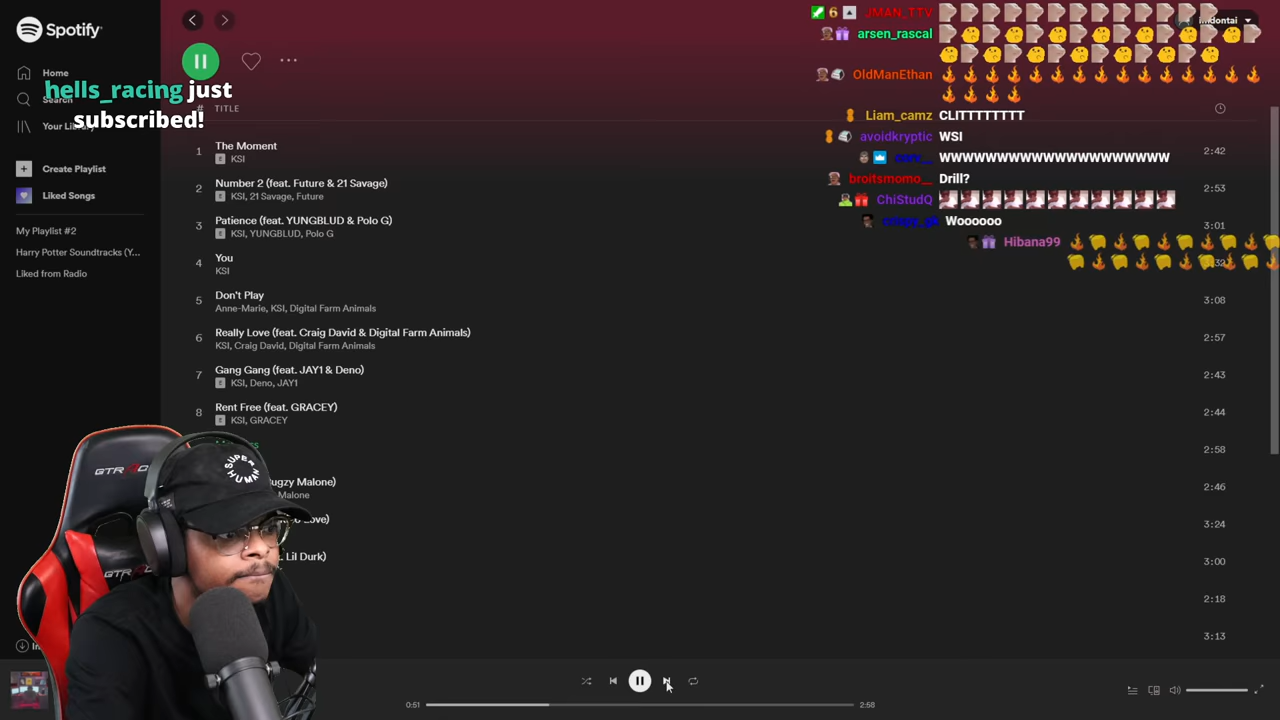 Spotify
Home
Search
Your Library
Create Playlist
Liked Songs
My Playlist #2
Harry Potter Soundtracks (Y...
Liked from Radio
hells_racing just
subscribed!
# TITLE
1 The Moment 2:42
E KSI
2 Number 2 (feat. Future & 21 Savage) 2:53
E KSI, 21 Savage, Future
3 Patience (feat. YUNGBLUD & Polo G) 3:01
E KSI, YUNGBLUD, Polo G
4 You
KSI
5 Don't Play 3:08
Anne-Marie, KSI, Digital Farm Animals
6 Really Love (feat. Craig David & Digital Farm Animals) 2:57
KSI, Craig David, Digital Farm Animals
7 Gang Gang (feat. JAY1 & Deno) 2:43
E KSI, Deno, JAY1
8 Rent Free (feat. GRACEY) 2:44
E KSI, GRACEY
2:58
Bugzy Malone) 2:46
Malone
3:24
Lil Durk) 3:00
2:18
3:13
6 JMAN_TTV
arsen_rascal
OldManEthan
Liam_camz CLITTTTTTTT
avoidkryptic WSI
WWWWWWWWWWWWWWWWWWWW
broitsmomo__ Drill?
ChiStudQ
Woooooo
Hibana99
imdontai
SUPER HUMAN
0:51 2:58